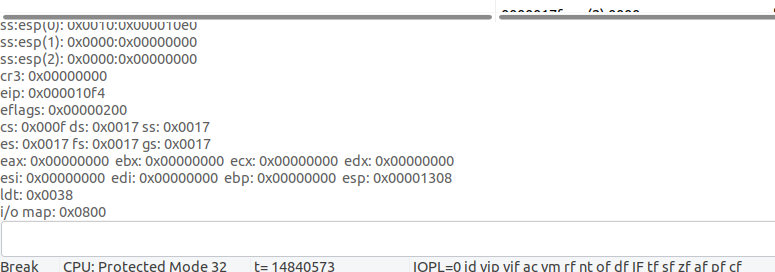 ss:esp(0): 0x0010:0x000010e0
ss:esp(1): 0x0000:0x00000000
ss:esp(2): 0x0000:0x00000000
cr3: 0x00000000
eip: 0x000010f4
eflags: 0x00000200
cs: 0x000f ds: 0x0017 ss: 0x0017
es: 0x0017 fs: 0x0017 gs: 0x0017
eax: 0x00000000 ebx: 0x00000000 ecx: 0x00000000 edx: 0x00000000
esi: 0x00000000 edi: 0x00000000 ebp: 0x00000000 esp: 0x00001308
ldt: 0x0038
i/o map: 0x0800
Break CPU: Protected Mode 32 t= 14840573 IOPL=0 id vip vif ac vm rf nt of df IF tf sf zf af pf cf